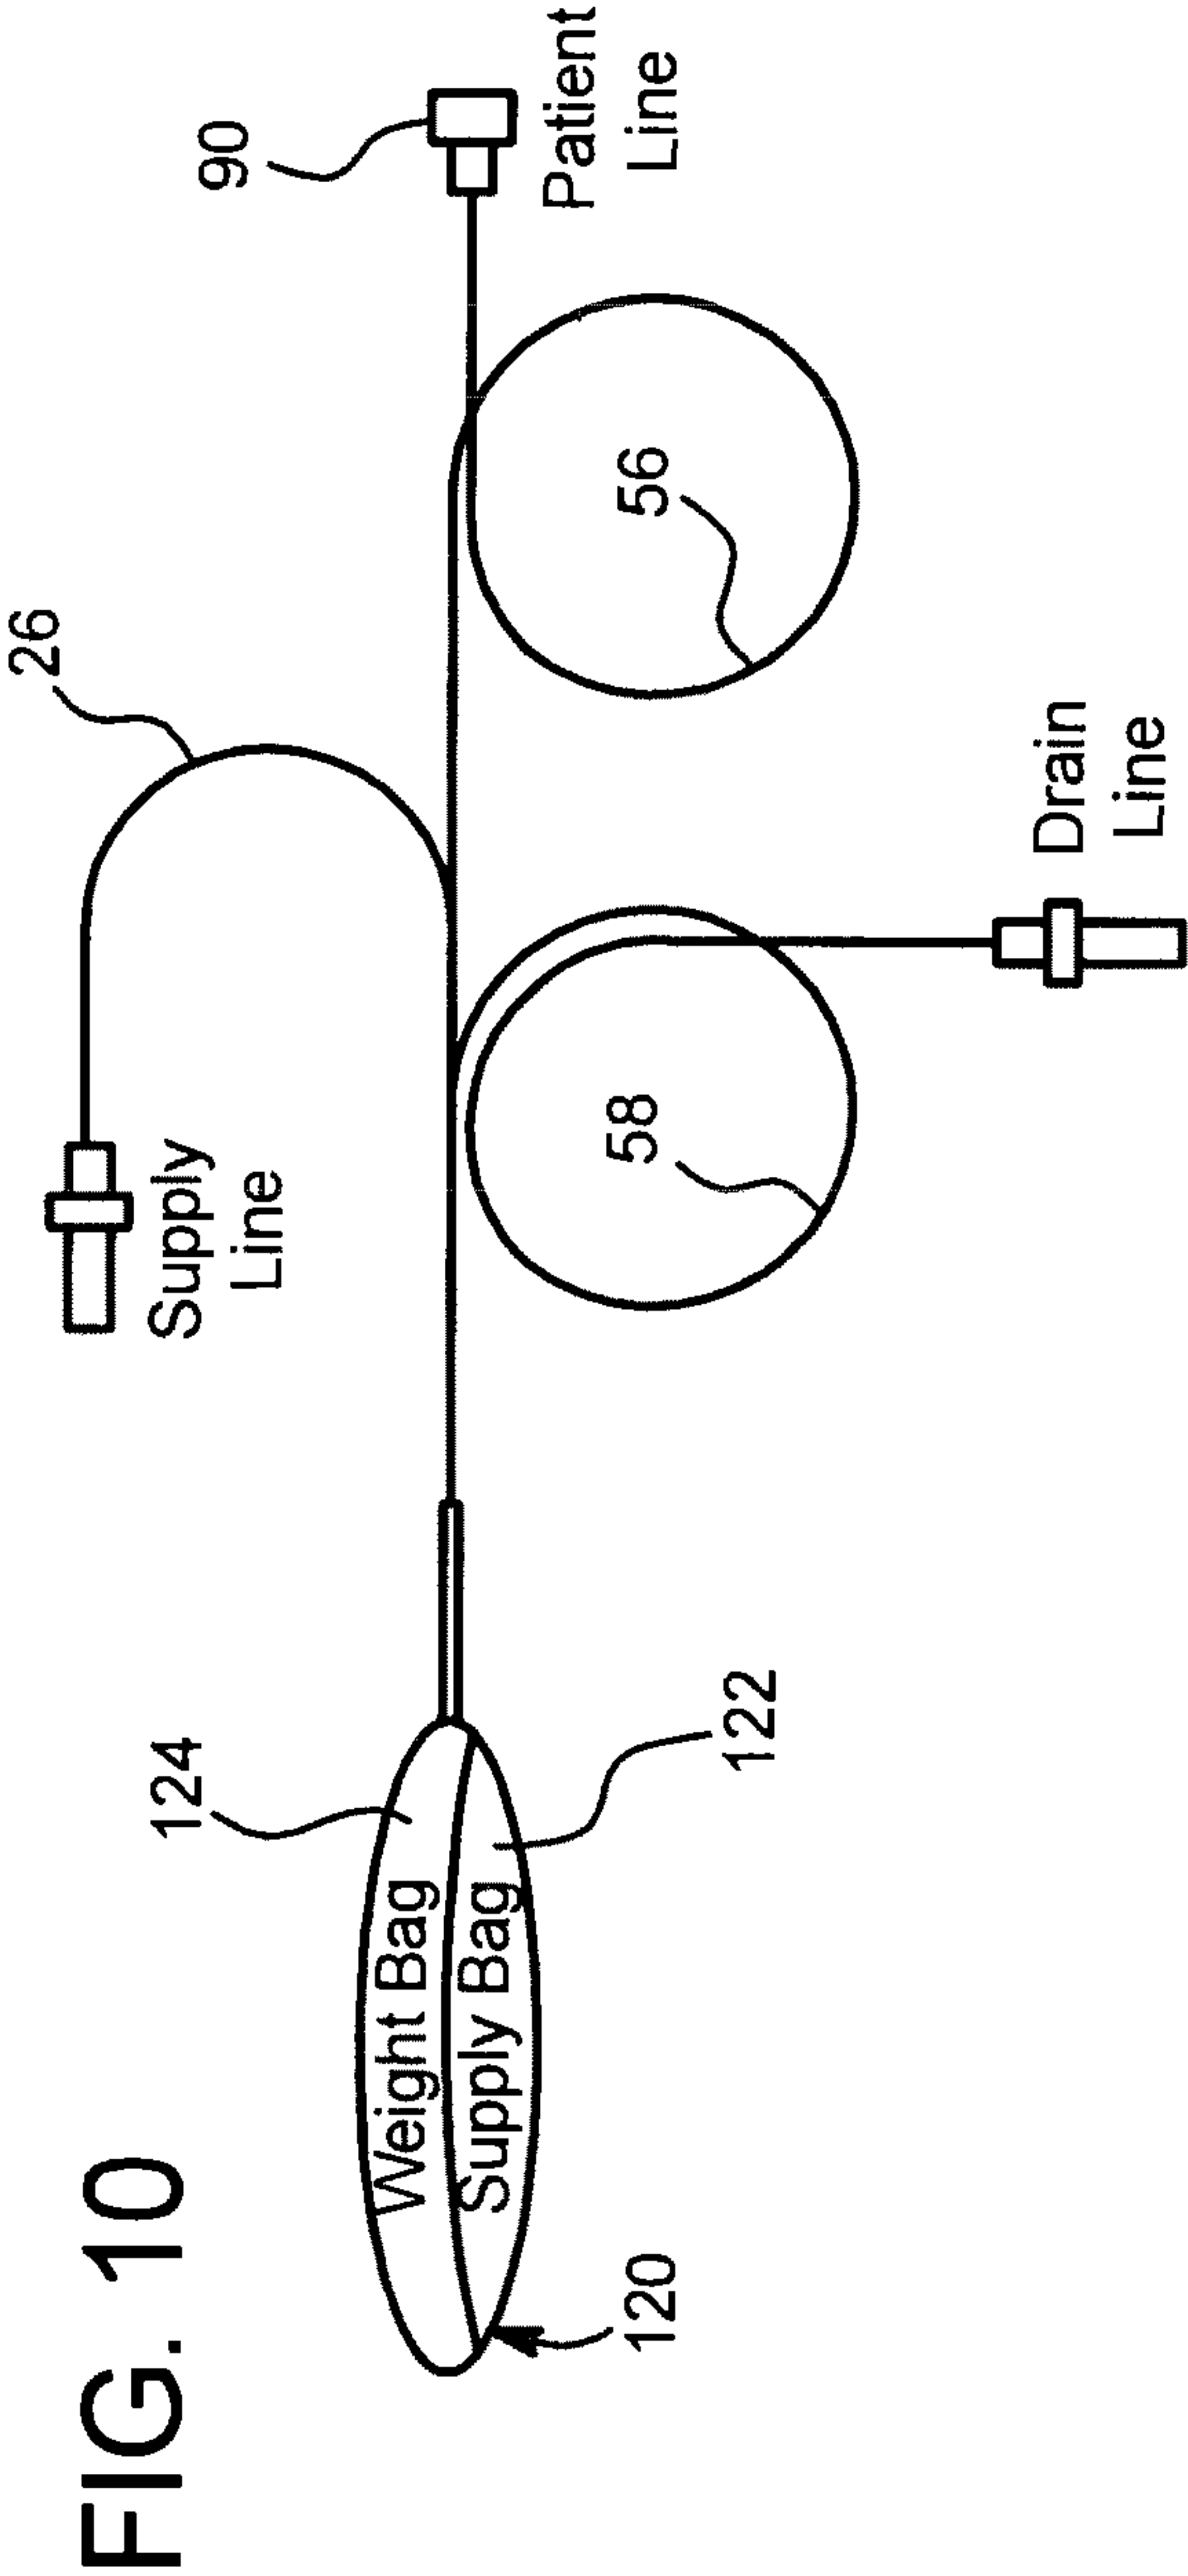 FIG. 10
26
90
Supply
Line
Patient
Line
124
Weight Bag
Supply Bag
120
122
58
56
Drain
Line